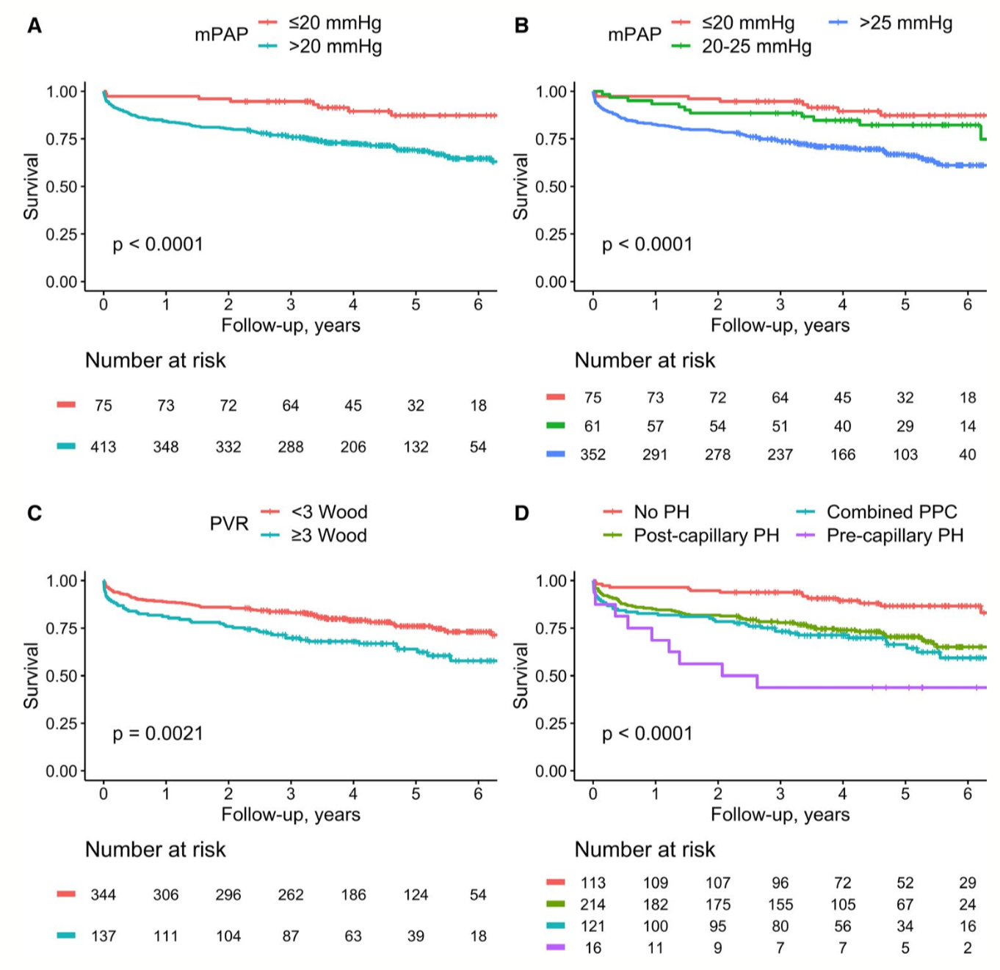 A
mPAP
≤20 mmHg
>20 mmHg
Survival
1.00
0.75
0.50
0.25
0.00
p < 0.0001
0 1 2 3 4 5 6
Follow-up, years
Number at risk
75 73 72 64 45 32 18
413 348 332 288 206 132 54
B
mPAP
≤20 mmHg >25 mmHg
20-25 mmHg
Survival
1.00
0.75
0.50
0.25
0.00
p < 0.0001
0 1 2 3 4 5 6
Follow-up, years
Number at risk
75 73 72 64 45 32 18
61 57 54 51 40 29 14
352 291 278 237 166 103 40
C
PVR
<3 Wood
≥3 Wood
Survival
1.00
0.75
0.50
0.25
0.00
p = 0.0021
0 1 2 3 4 5 6
Follow-up, years
Number at risk
344 306 296 262 186 124 54
137 111 104 87 63 39 18
D
No PH Combined PPC
Post-capillary PH Pre-capillary PH
Survival
1.00
0.75
0.50
0.25
0.00
p < 0.0001
0 1 2 3 4 5 6
Follow-up, years
Number at risk
113 109 107 96 72 52 29
214 182 175 155 105 67 24
121 100 95 80 56 34 16
16 11 9 7 7 5 2